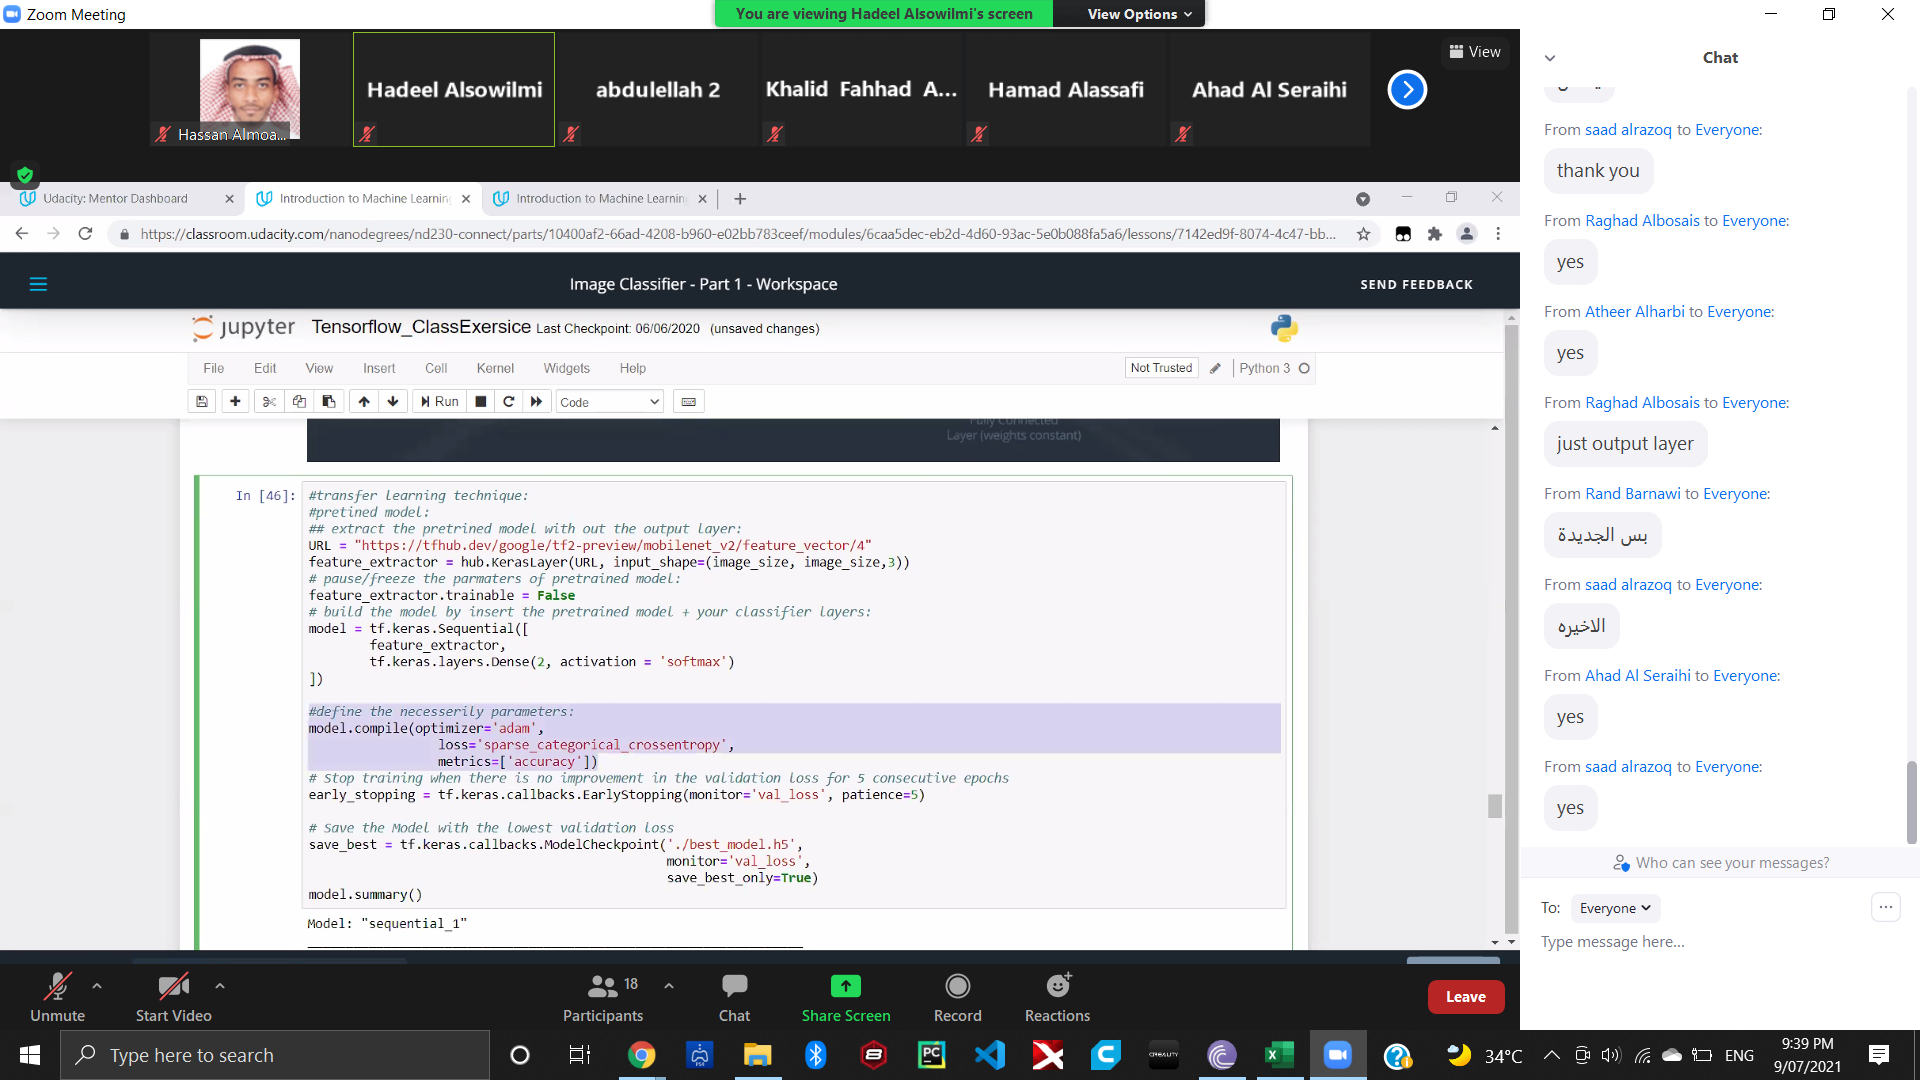 Zoom Meeting
You are viewing Hadeel Alsowilmi's screen
View Options
View
Hassan Almoa...
Hadeel Alsowilmi
abdulellah 2
Khalid Fahhad A...
Hamad Alassafi
Ahad Al Seraihi
Udacity: Mentor Dashboard
Introduction to Machine Learning
Introduction to Machine Learning
https://classroom.udacity.com/nanodegrees/nd230-connect/parts/10400af2-66ad-4208-b960-e02bb783ceef/modules/6caa5dec-eb2d-4d60-93ac-5e0b088fa5a6/lessons/7142ed9f-8074-4c47-bb...
Image Classifier - Part 1 - Workspace
SEND FEEDBACK
jupyter Tensorflow_ClassExersice Last Checkpoint: 06/06/2020 (unsaved changes)
File Edit View Insert Cell Kernel Widgets Help
Not Trusted
Python 3
Run
Code
Fully Connected
Layer (weights constant)
In [46]:
#transfer learning technique:
#pretined model:
## extract the pretrined model with out the output layer:
URL = "https://tfhub.dev/google/tf2-preview/mobilenet_v2/feature_vector/4"
feature_extractor = hub.KerasLayer(URL, input_shape=(image_size, image_size,3))
# pause/freeze the parmaters of pretrained model:
feature_extractor.trainable = False
# build the model by insert the pretrained model + your classifier layers:
model = tf.keras.Sequential([
feature_extractor,
tf.keras.layers.Dense(2, activation = 'softmax')
])
#define the necesserily parameters:
model.compile(optimizer='adam',
loss='sparse_categorical_crossentropy',
metrics=['accuracy'])
# Stop training when there is no improvement in the validation loss for 5 consecutive epochs
early_stopping = tf.keras.callbacks.EarlyStopping(monitor='val_loss', patience=5)
# Save the Model with the lowest validation loss
save_best = tf.keras.callbacks.ModelCheckpoint('./best_model.h5',
monitor='val_loss',
save_best_only=True)
model.summary()
Model: "sequential_1"
Chat
From saad alrazoq to Everyone:
thank you
From Raghad Albosais to Everyone:
yes
From Atheer Alharbi to Everyone:
yes
From Raghad Albosais to Everyone:
just output layer
From Rand Barnawi to Everyone:
بس الجديدة
From saad alrazoq to Everyone:
الاخيره
From Ahad Al Seraihi to Everyone:
yes
From saad alrazoq to Everyone:
yes
Who can see your messages?
To: Everyone
Type message here...
Unmute
Start Video
18
Participants
Chat
Share Screen
Record
Reactions
Leave
Type here to search
PC
CREALITY
34°C
ENG
9:39 PM
9/07/2021